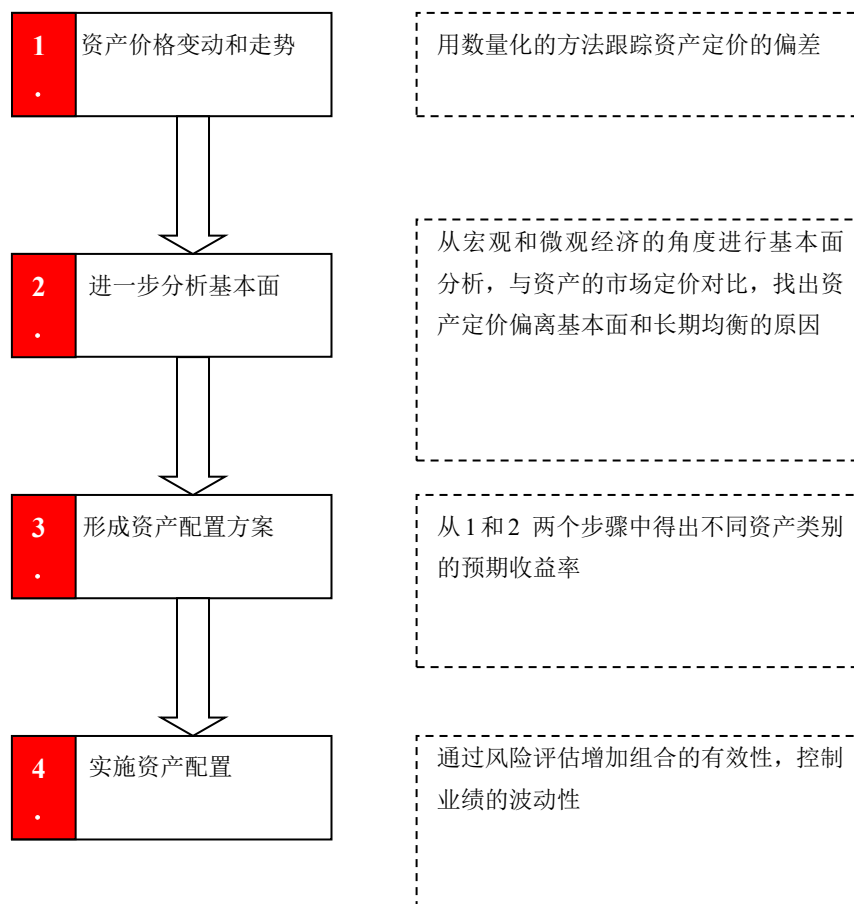 1 资产价格变动和走势
.
用数量化的方法跟踪资产定价的偏差
2 进一步分析基本面
.
从宏观和微观经济的角度进行基本面
分析，与资产的市场定价对比，找出资
产定价偏离基本面和长期均衡的原因
3 形成资产配置方案
.
从1和2 两个步骤中得出不同资产类别
的预期收益率
4 实施资产配置
.
通过风险评估增加组合的有效性，控制
业绩的波动性